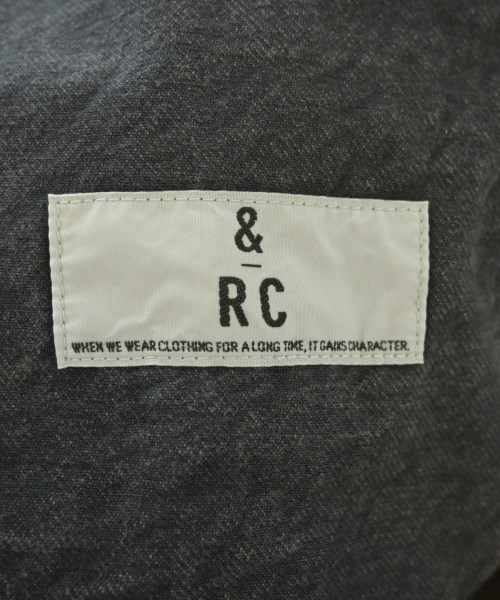 &
RC
WHEN WE WEAR CLOTHING FOR A LONG TIME, IT GAINS CHARACTER.